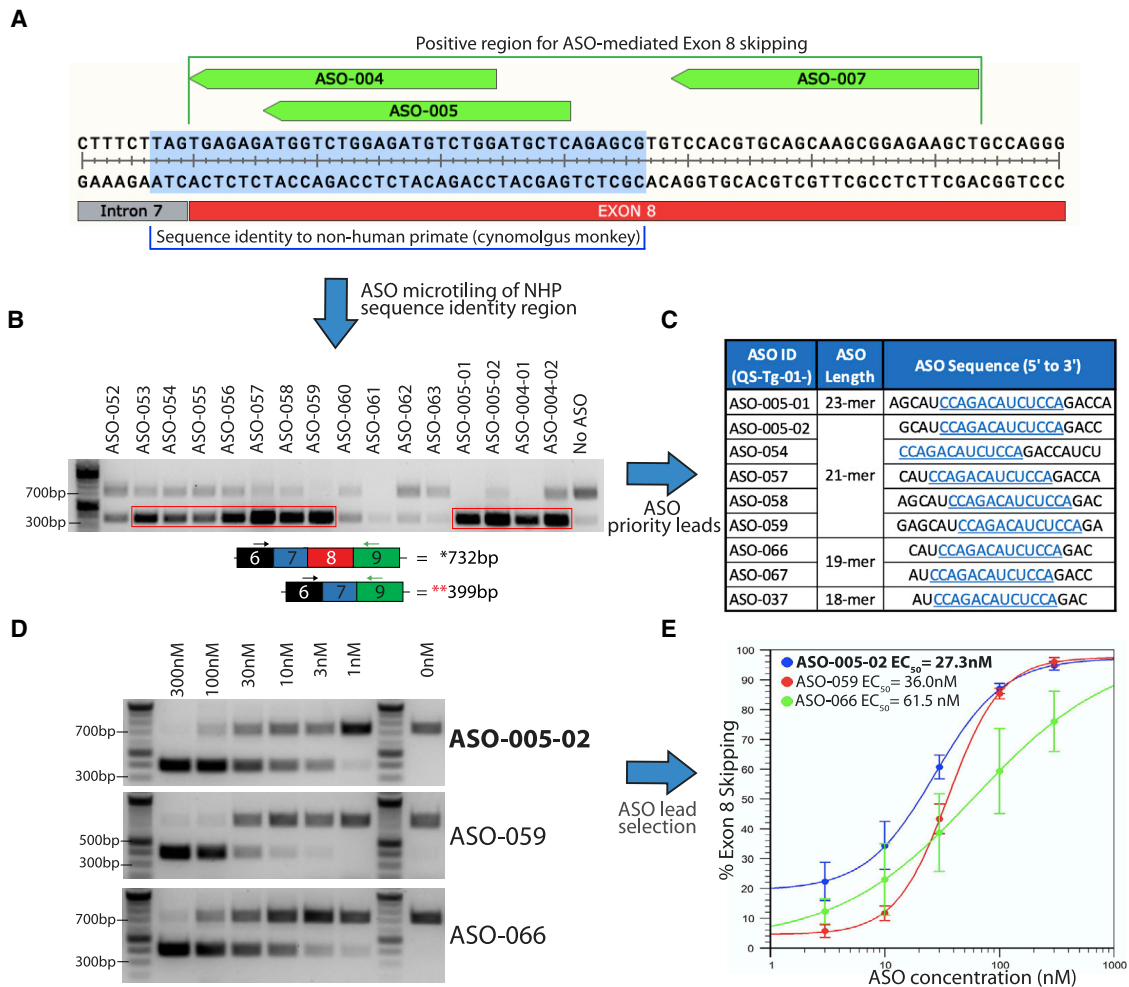 A
Positive region for ASO-mediated Exon 8 skipping
ASO-004
ASO-007
ASO-005
CTTTCTTAGTGAGAGATGGTCTGGAGATGTCTGGATGCTCAGAGCGTGTCCACGTGCAGCAAGCGGAGAAGCTGCCAGGG
GAAAGAATCACTCTCTACCAGACCTCTACAGACCTACGAGTCTCGCACAGGTGCACGTCGTTCGCCTCTTCGACGGTCCC
Intron 7
EXON 8
Sequence identity to non-human primate (cynomolgus monkey)
ASO microtiling of NHP
sequence identity region
B
ASO-052
ASO-053
ASO-054
ASO-055
ASO-056
ASO-057
ASO-058
ASO-059
ASO-060
ASO-061
ASO-062
ASO-063
ASO-005-01
ASO-005-02
ASO-004-01
ASO-004-02
No ASO
700bp
300bp
6 7 8 9 = *732bp
6 7 9 = **399bp
ASO
priority leads
C
ASO ID (QS-Tg-01-) ASO Length ASO Sequence (5' to 3')
ASO-005-01 23-mer AGCAUCCAGACAUCUCCAGACCA
ASO-005-02 21-mer GCAUCCAGACAUCUCCAGACC
ASO-054 CCAGACAUCUCCAGACCAUCU
ASO-057 CAUCCAGACAUCUCCAGACCA
ASO-058 AGCAUCCAGACAUCUCCAGAC
ASO-059 GAGCAUCCAGACAUCUCCAGA
ASO-066 19-mer CAUCCAGACAUCUCCAGAC
ASO-067 AUCCAGACAUCUCCAGACC
ASO-037 18-mer AUCCAGACAUCUCCAGAC
D
300nM
100nM
30nM
10nM
3nM
1nM
0nM
700bp
300bp
ASO-005-02
500bp
300bp
ASO-059
700bp
300bp
ASO-066
ASO lead
selection
E
ASO-005-02 EC50= 27.3nM
ASO-059 EC50= 36.0nM
ASO-066 EC50= 61.5 nM
% Exon 8 Skipping
100
90
80
70
60
50
40
30
20
10
0
1 10 100 1000
ASO concentration (nM)